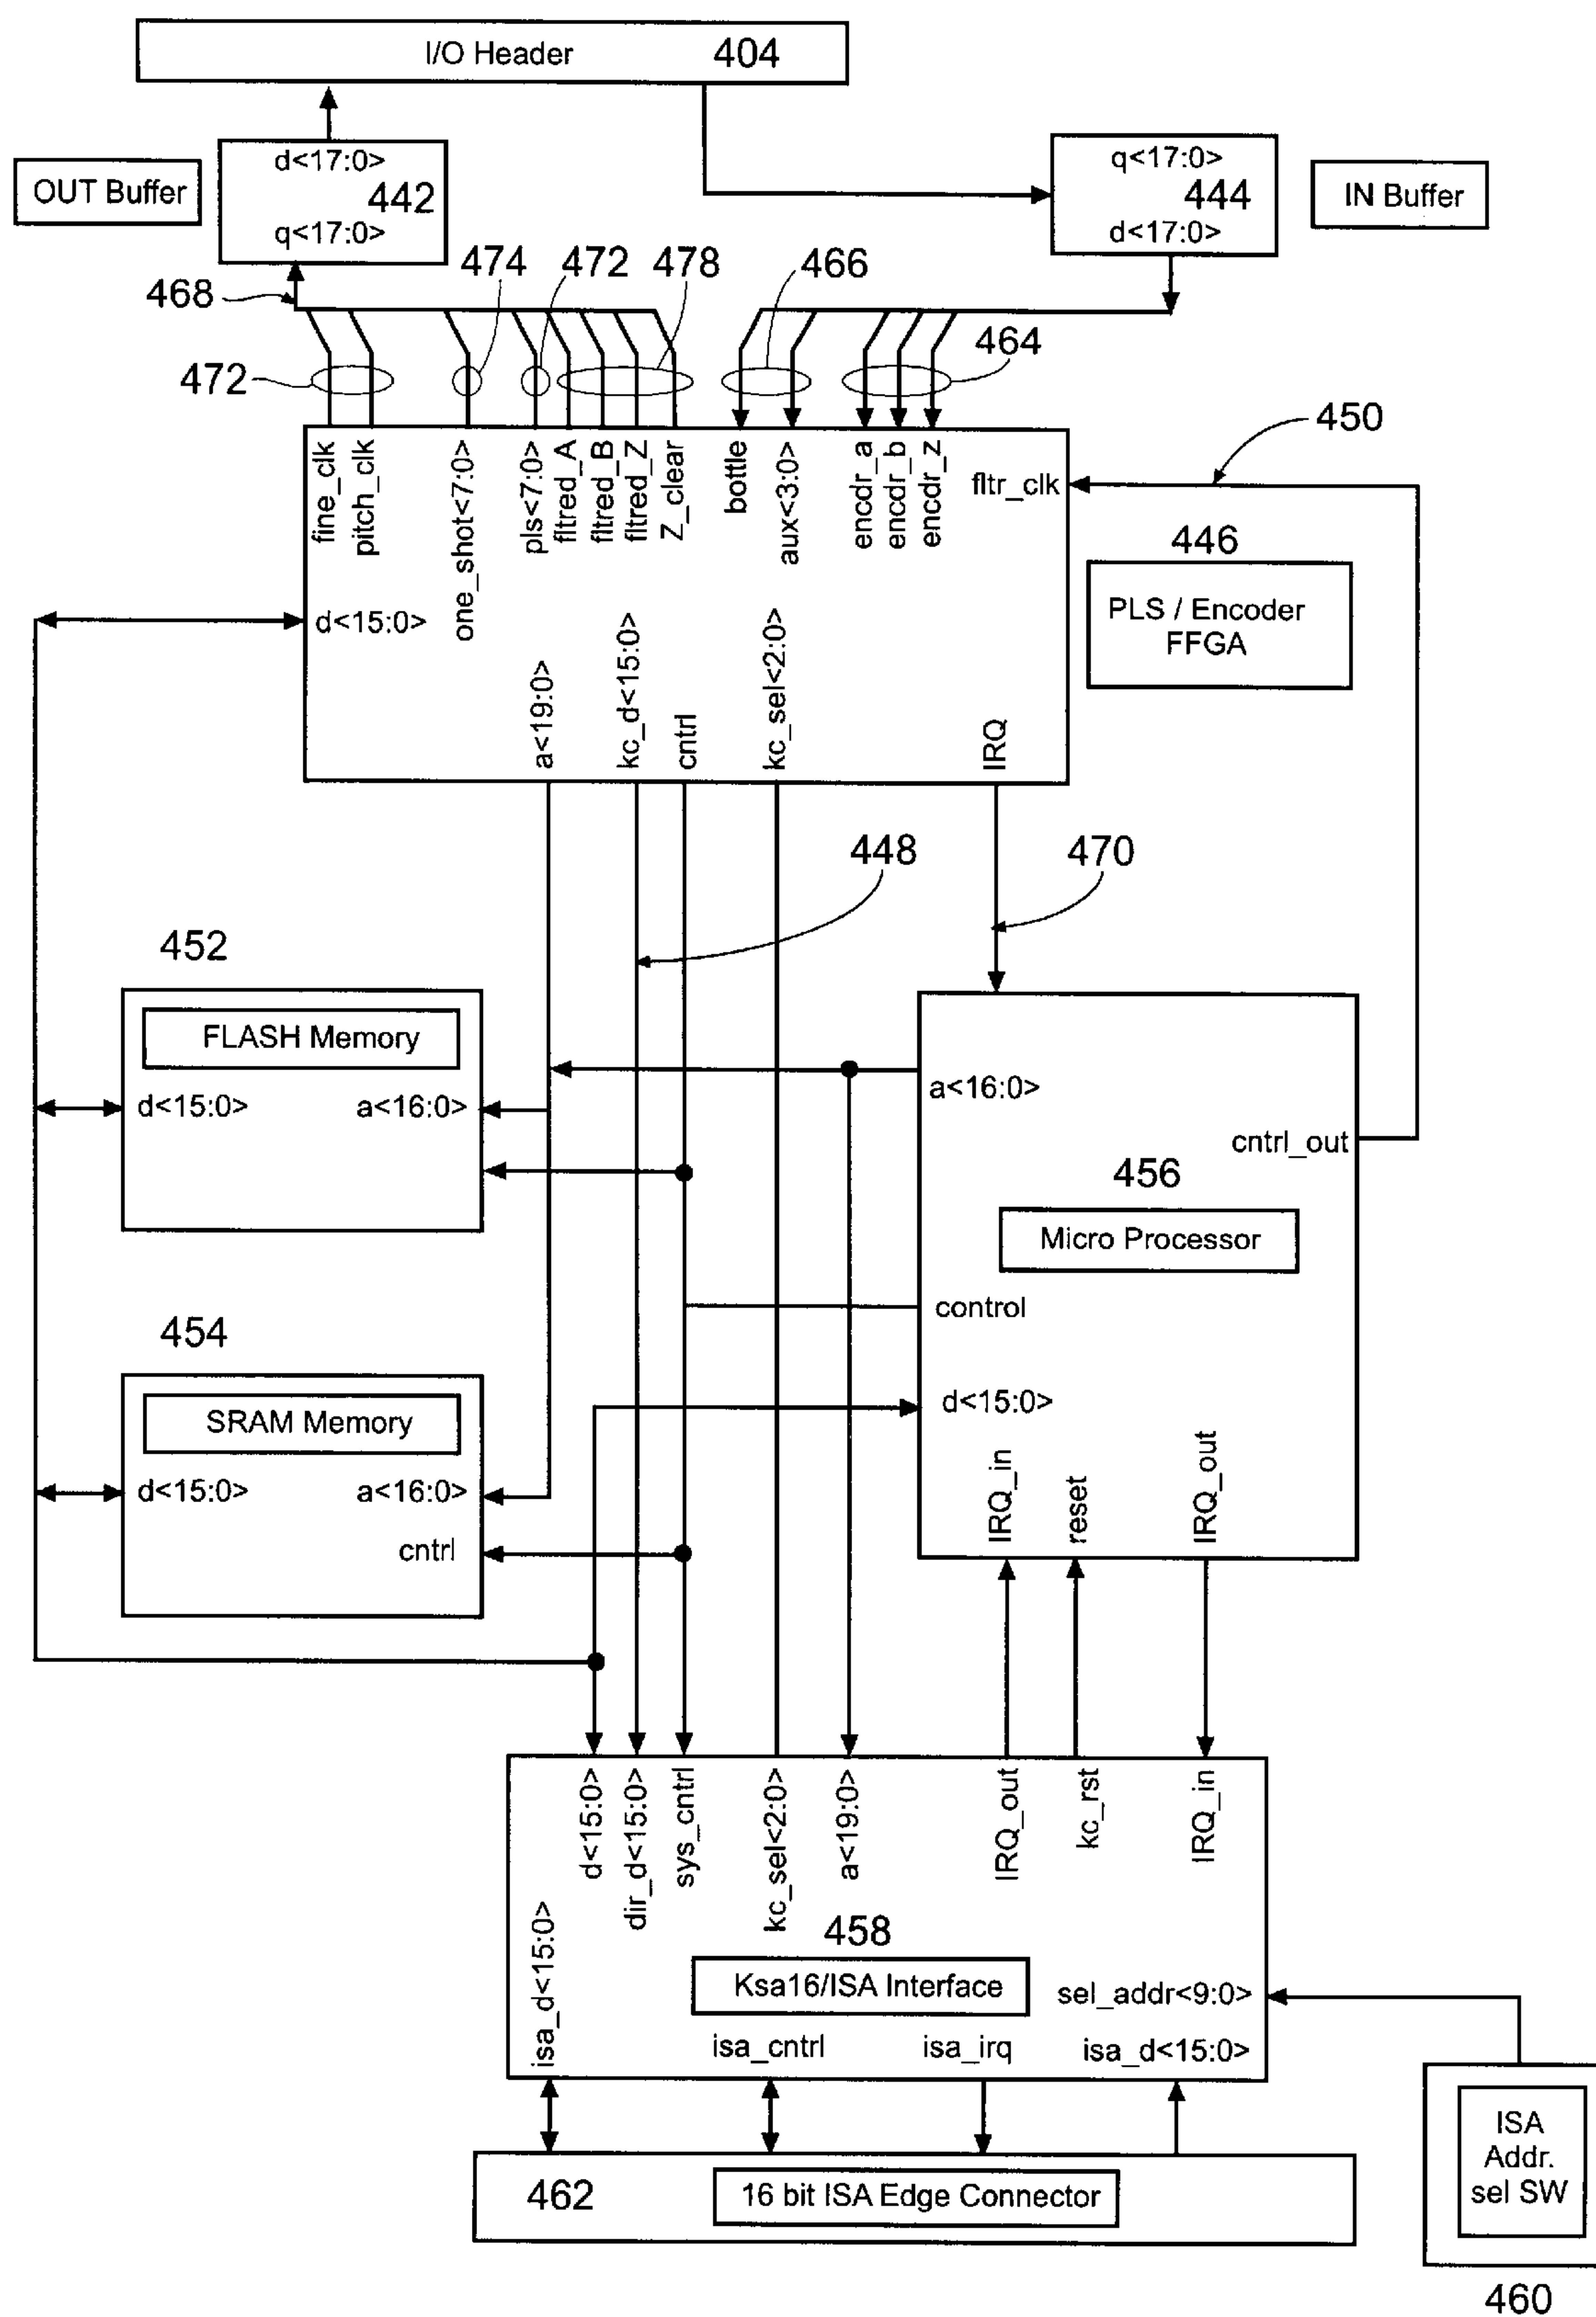 I/O Header 404
OUT Buffer
d<17:0>
442
q<17:0>
q<17:0>
444
d<17:0>
IN Buffer
468
474
472
478
466
464
472
450
fine_clk
pitch_clk
one_shot<7:0>
pls<7:0>
fltred_A
fltred_B
fltred_Z
Z_clear
bottle
aux<3:0>
encdr_a
encdr_b
encdr_z
fltr_clk
446
PLS / Encoder
FFGA
d<15:0>
a<19:0>
kc_d<15:0>
cntrl
kc_sel<2:0>
IRQ
448
470
452
FLASH Memory
d<15:0>
a<16:0>
a<16:0>
cntrl_out
456
Micro Processor
control
454
SRAM Memory
d<15:0>
a<16:0>
cntrl
d<15:0>
IRQ_in
reset
IRQ_out
d<15:0>
dir_d<15:0>
sys_cntrl
kc_sel<2:0>
a<19:0>
IRQ_out
kc_rst
IRQ_in
isa_d<15:0>
458
Ksa16/ISA Interface
sel_addr<9:0>
isa_cntrl
isa_irq
isa_d<15:0>
462
16 bit ISA Edge Connector
ISA
Addr.
sel SW
460